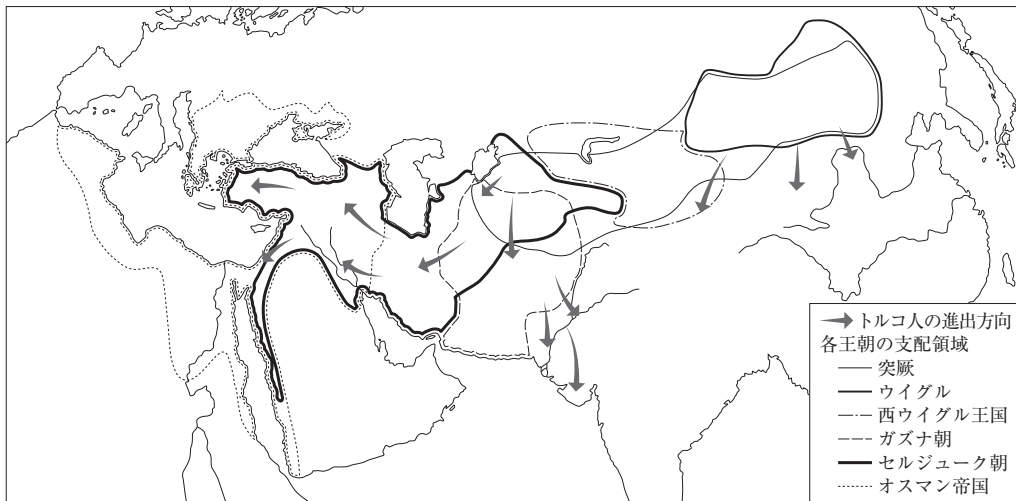 トルコ人の進出方向
各王朝の支配領域
突厥
ウイグル
西ウイグル王国
ガズナ朝
セルジューク朝
オスマン帝国